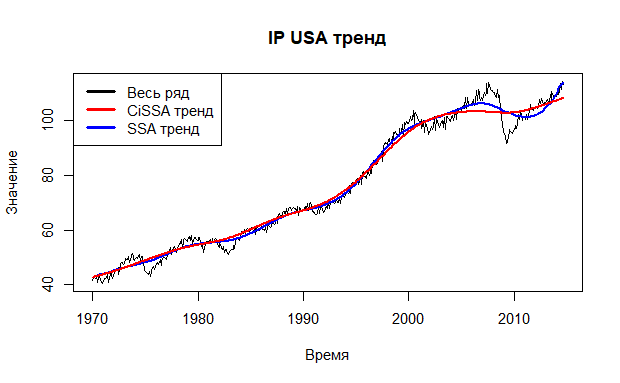 IP USA тренд
Весь ряд
CiSSA тренд
SSA тренд
Значение
100
80
60
40
1970
1980
1990
2000
2010
Время